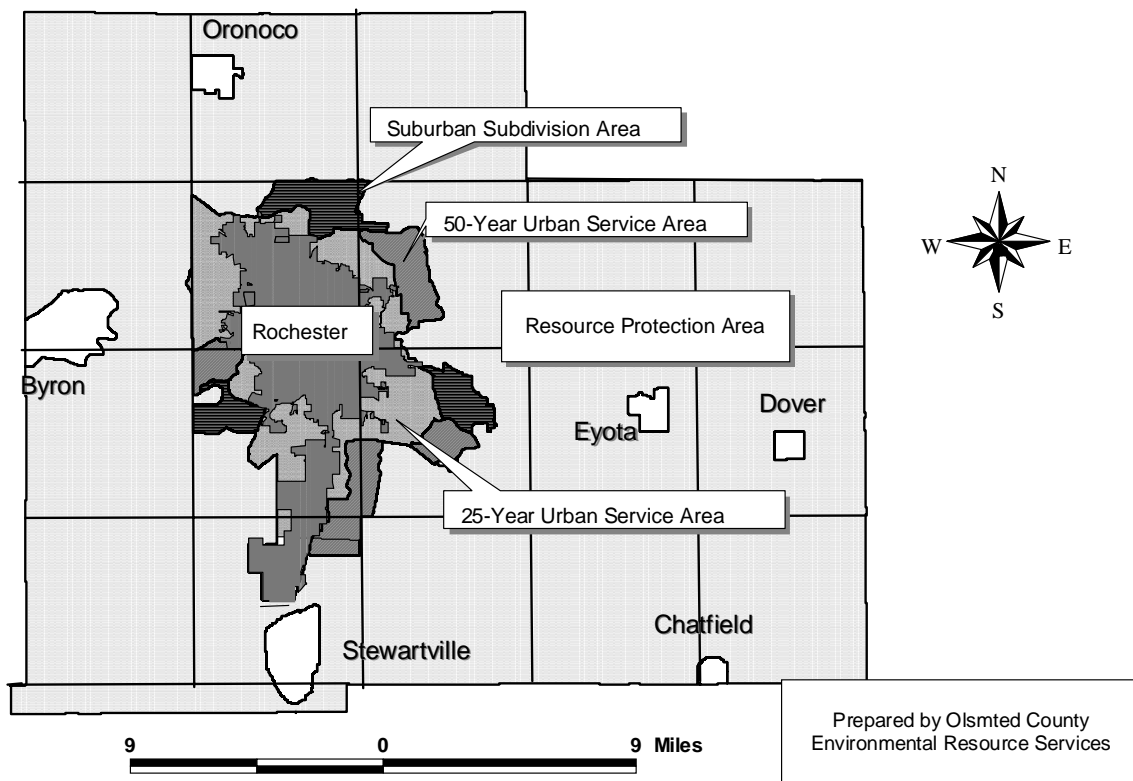 Oronoco
Suburban Subdivision Area
N
50-Year Urban Service Area
W
E
S
Rochester
Resource Protection Area
Byron
Dover
Eyota
25-Year Urban Service Area
Chatfield
Stewartville
Prepared by Olsmted County
Environmental Resource Services
9 0 9 Miles